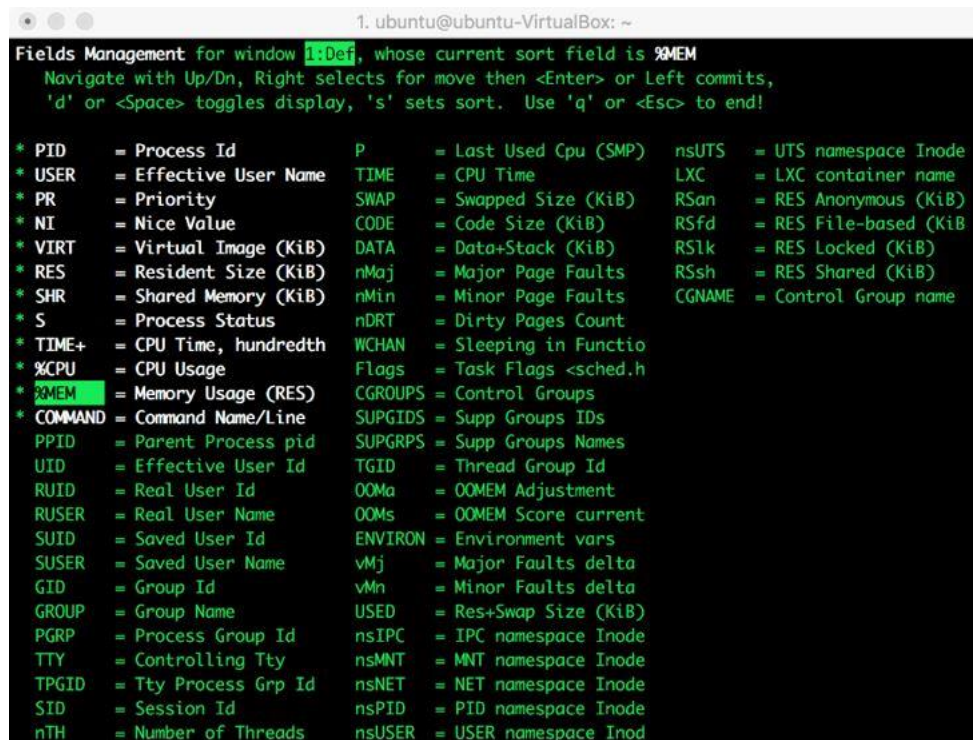 1. ubuntu@ubuntu-VirtualBox: ~
Fields Management for window 1:Def, whose current sort field is %MEM
Navigate with Up/Dn, Right selects for move then <Enter> or Left commits,
'd' or <Space> toggles display, 's' sets sort. Use 'q' or <Esc> to end!
* PID = Process Id P = Last Used Cpu (SMP) nsUTS = UTS namespace Inode
* USER = Effective User Name TIME = CPU Time LXC = LXC container name
* PR = Priority SWAP = Swapped Size (KiB) RSan = RES Anonymous (KiB)
* NI = Nice Value CODE = Code Size (KiB) RSfd = RES File-based (KiB
* VIRT = Virtual Image (KiB) DATA = Data+Stack (KiB) RSlk = RES Locked (KiB)
* RES = Resident Size (KiB) nMaj = Major Page Faults RSsh = RES Shared (KiB)
* SHR = Shared Memory (KiB) nMin = Minor Page Faults CGNAME = Control Group name
* S = Process Status nDRT = Dirty Pages Count
* TIME+ = CPU Time, hundredth WCHAN = Sleeping in Functio
* %CPU = CPU Usage Flags = Task Flags <sched.h
* %MEM = Memory Usage (RES) CGROUPS = Control Groups
* COMMAND = Command Name/Line SUPGIDS = Supp Groups IDs
PPID = Parent Process pid SUPGRPS = Supp Groups Names
UID = Effective User Id TGID = Thread Group Id
RUID = Real User Id OOMa = OOMEM Adjustment
RUSER = Real User Name OOMs = OOMEM Score current
SUID = Saved User Id ENVIRON = Environment vars
SUSER = Saved User Name vMj = Major Faults delta
GID = Group Id vMn = Minor Faults delta
GROUP = Group Name USED = Res+Swap Size (KiB)
PGRP = Process Group Id nsIPC = IPC namespace Inode
TTY = Controlling Tty nsMNT = MNT namespace Inode
TPGID = Tty Process Grp Id nsNET = NET namespace Inode
SID = Session Id nsPID = PID namespace Inode
nTH = Number of Threads nsUSER = USER namespace Inod